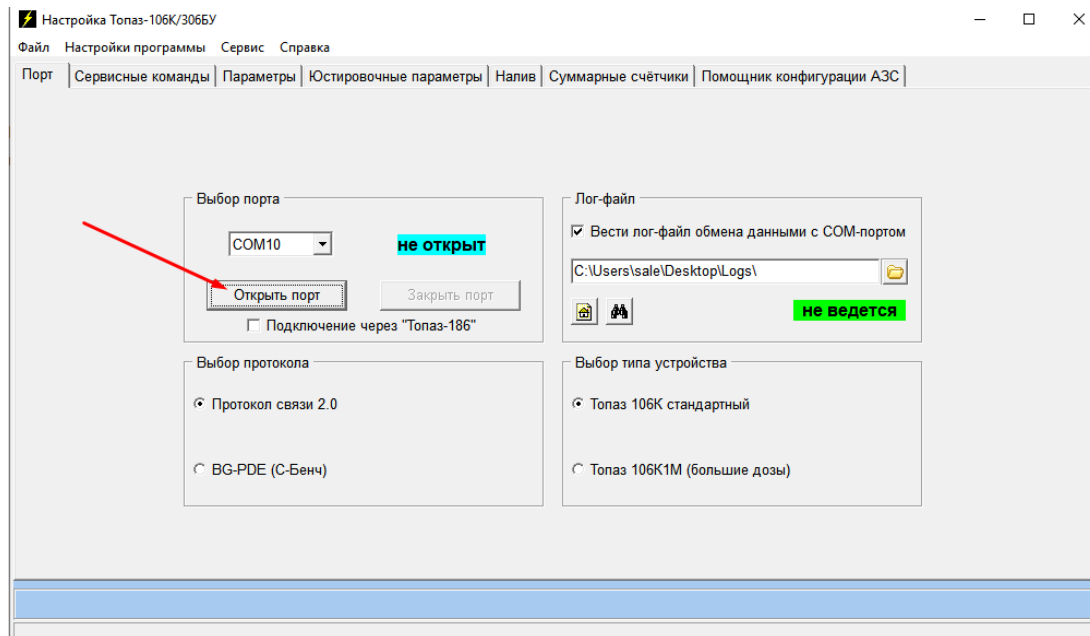 Настройка Топаз-106К/306БУ
Файл Настройки программы Сервис Справка
Порт Сервисные команды Параметры Юстировочные параметры Налив Суммарные счётчики Помощник конфигурации АЗС
Выбор порта
COM10
не открыт
Открыть порт
Закрыть порт
Подключение через "Топаз-186"
Лог-файл
Вести лог-файл обмена данными с COM-портом
C:\Users\sale\Desktop\Logs\
не ведется
Выбор протокола
Протокол связи 2.0
BG-PDE (С-Бенч)
Выбор типа устройства
Топаз 106К стандартный
Топаз 106К1М (большие дозы)